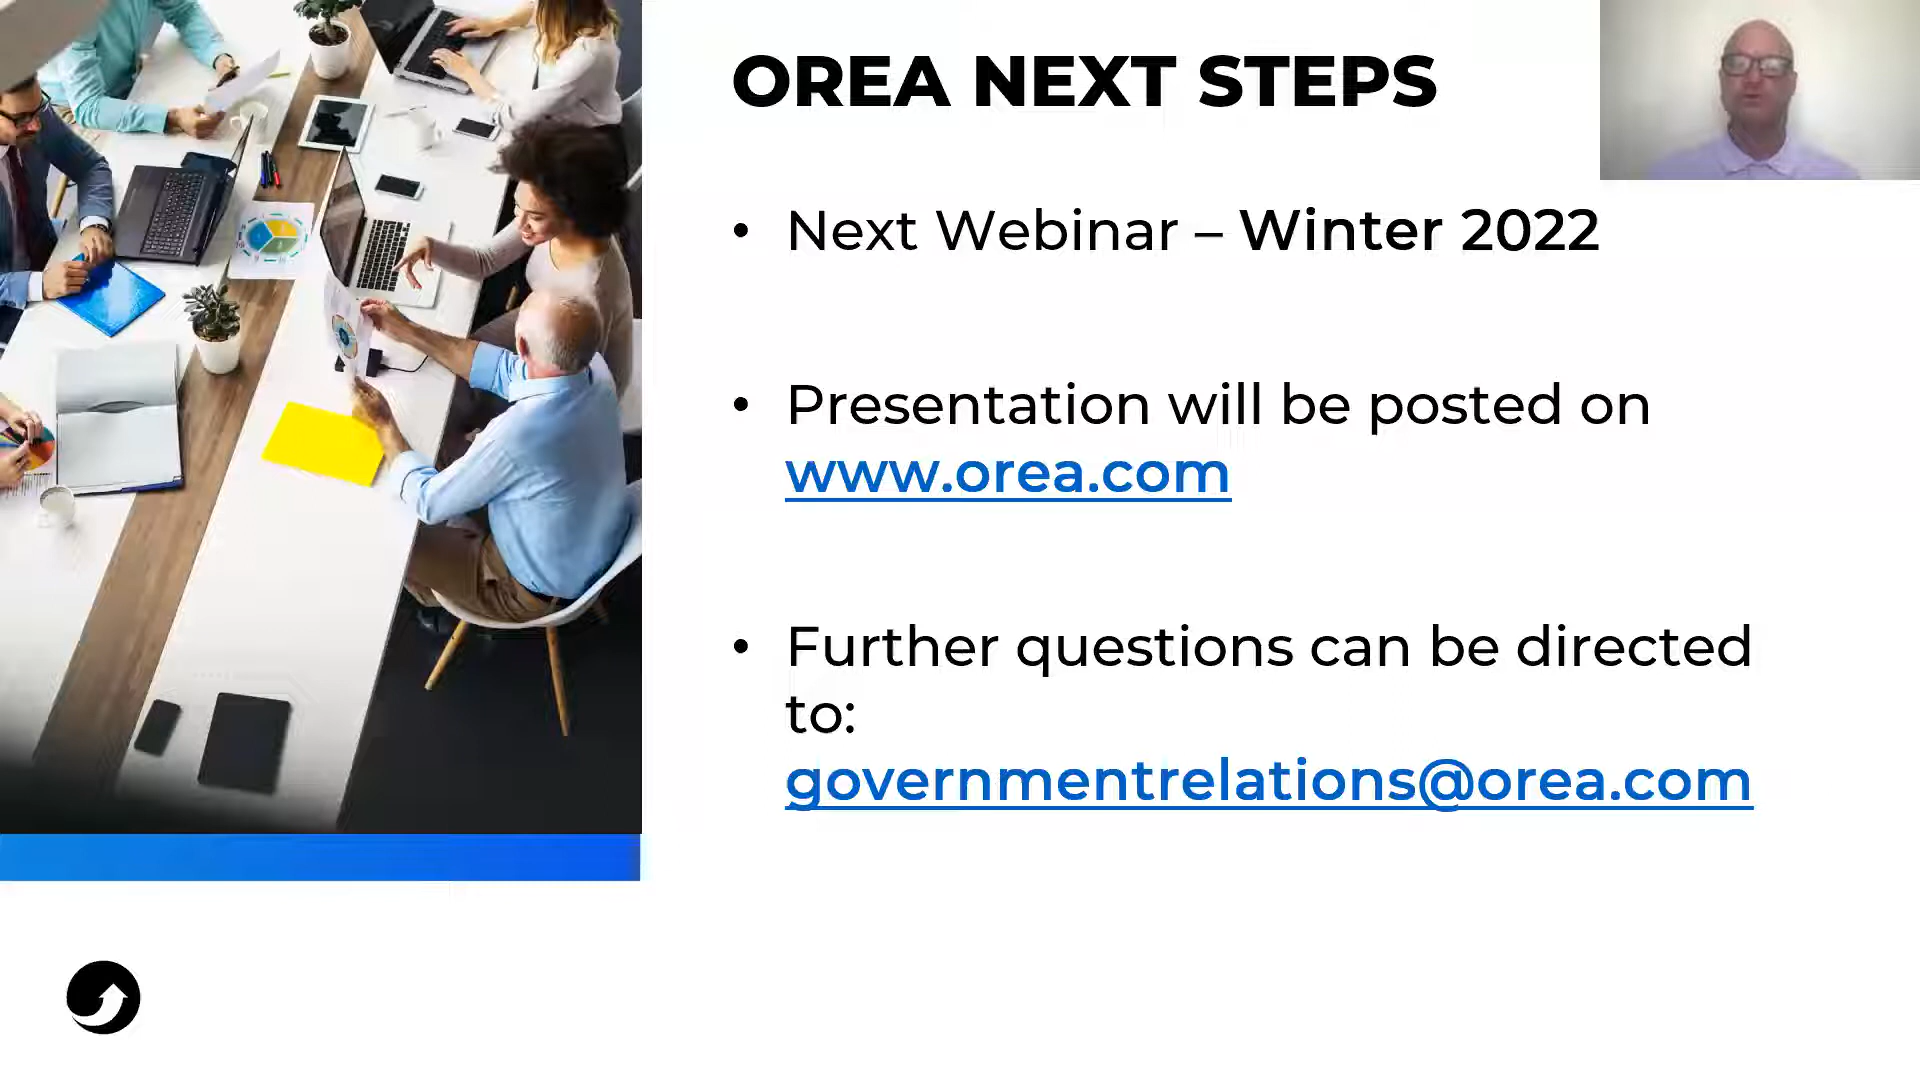 OREA NEXT STEPS
• Next Webinar – Winter 2022
• Presentation will be posted on
www.orea.com
• Further questions can be directed
to:
governmentrelations@orea.com